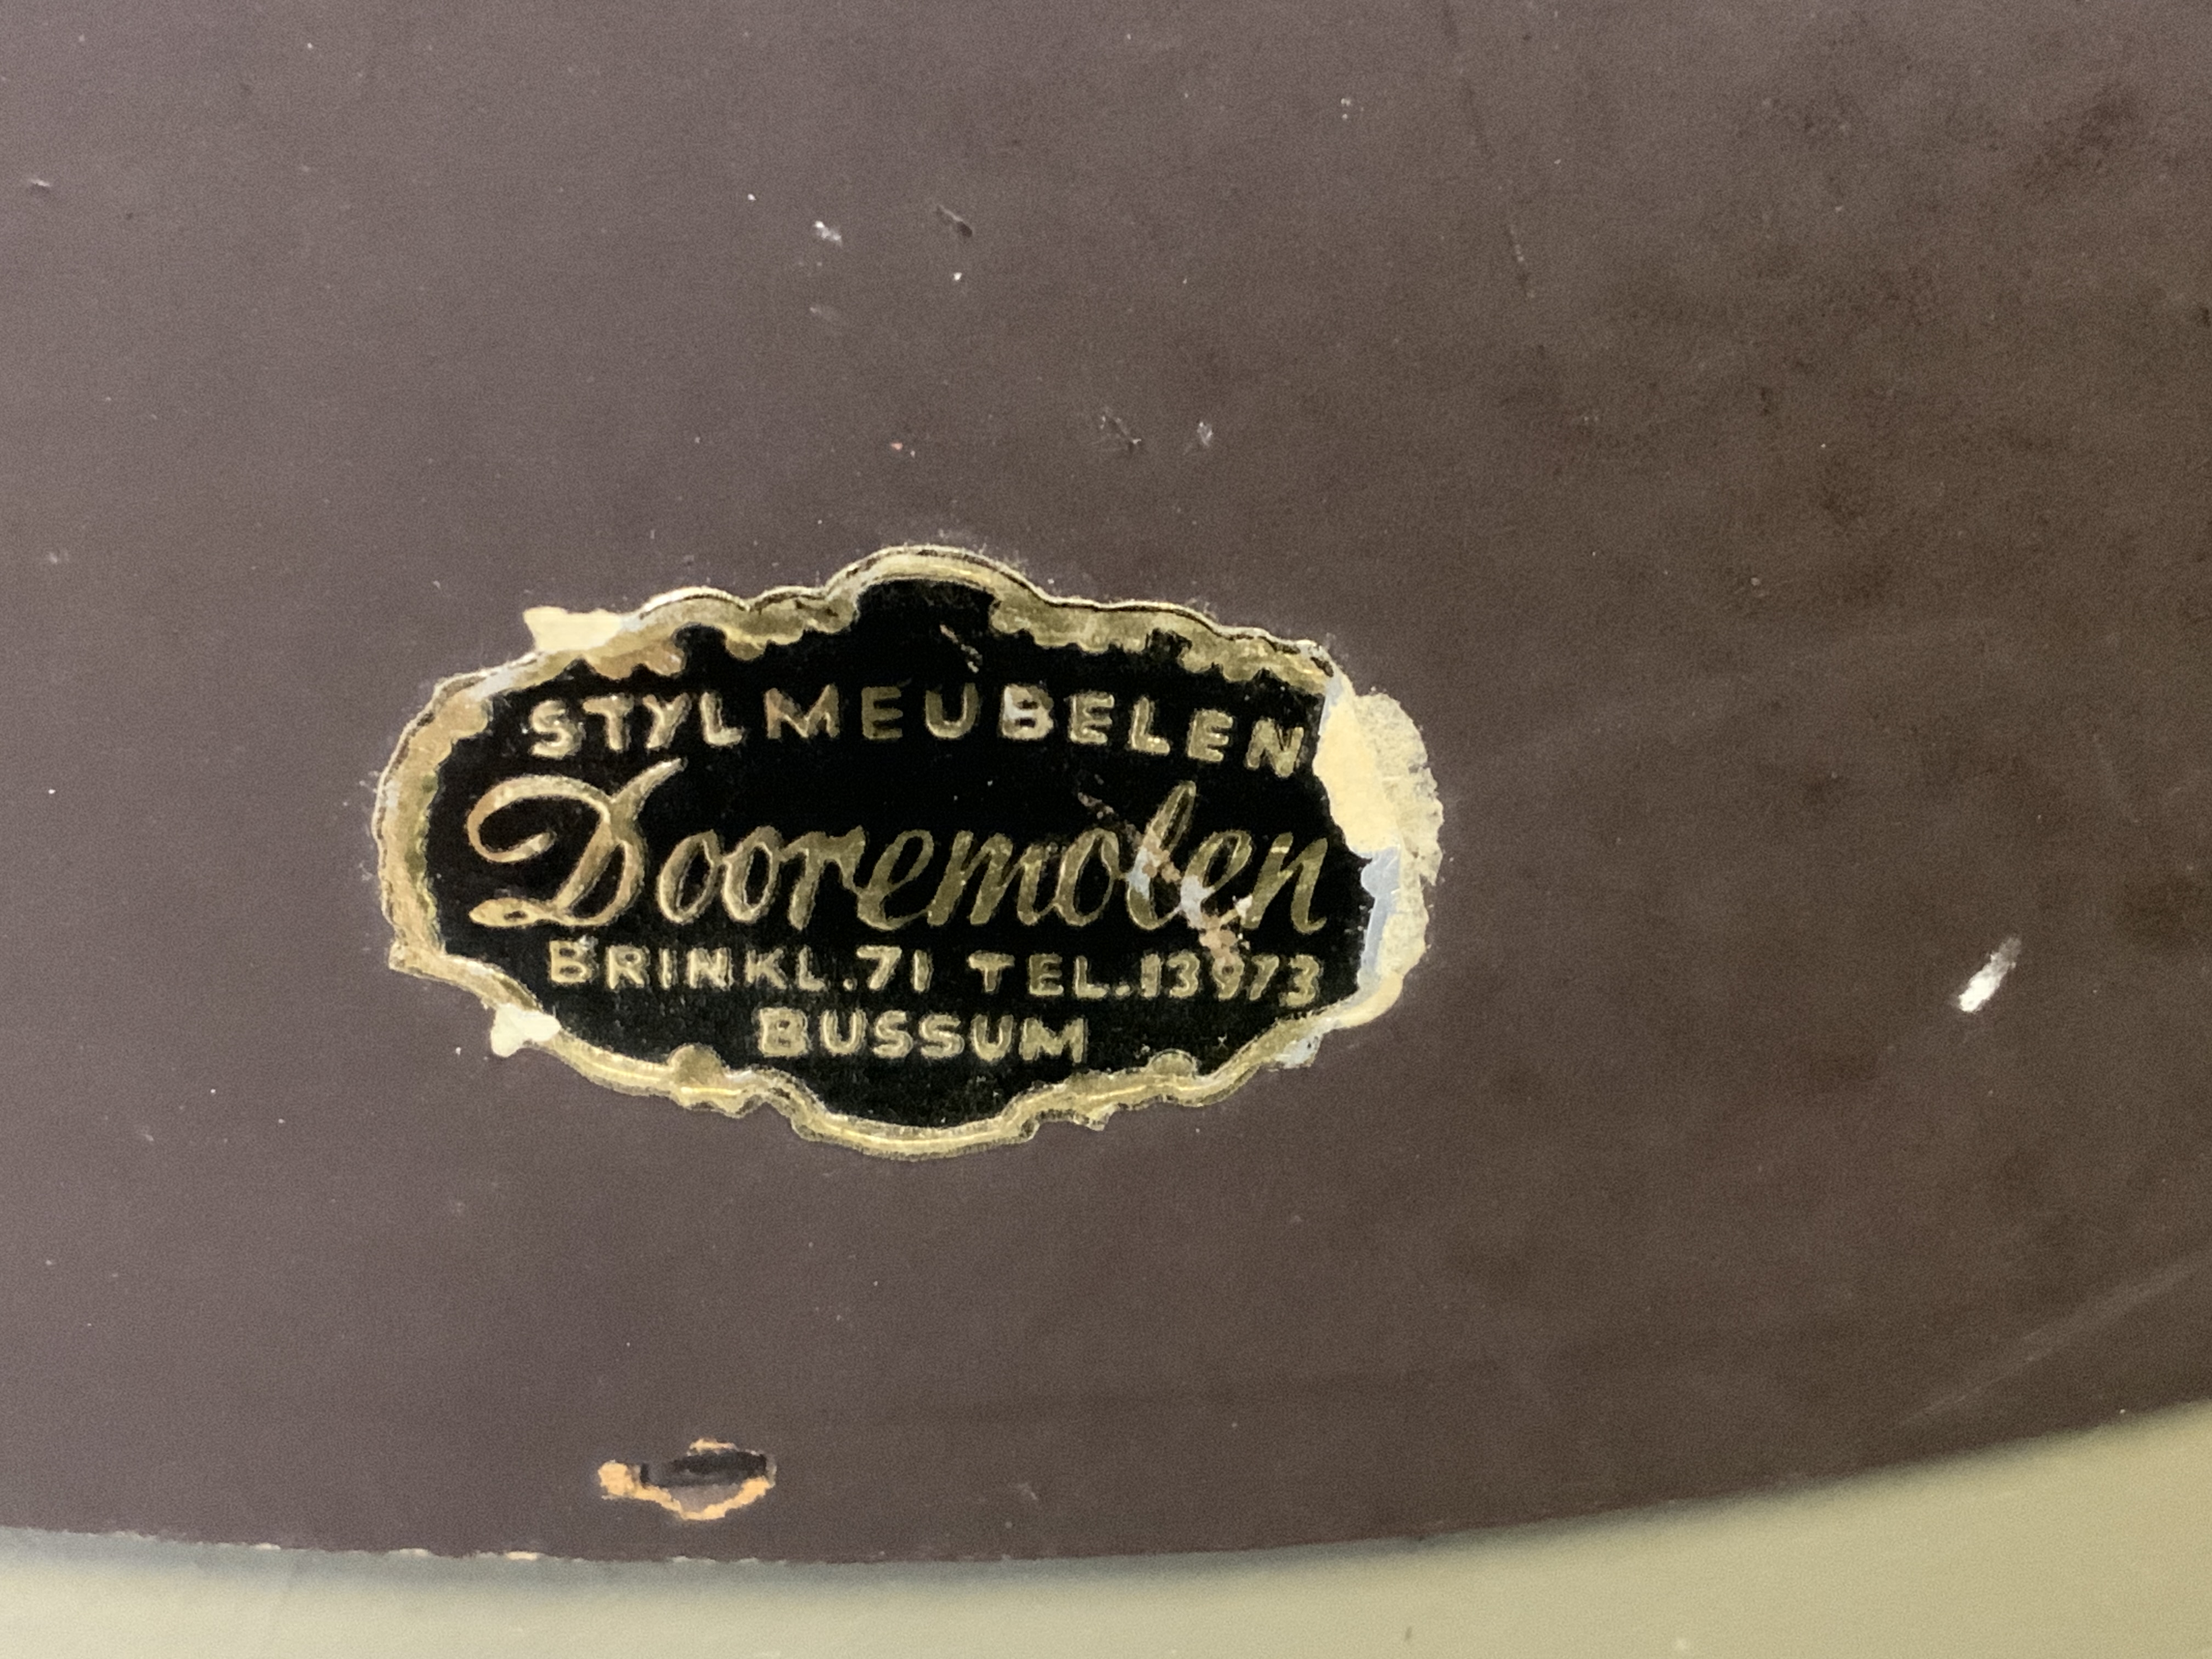 STYLMEUBELEN
Dooremolen
BRINKL.71 TEL.13973
BUSSUM